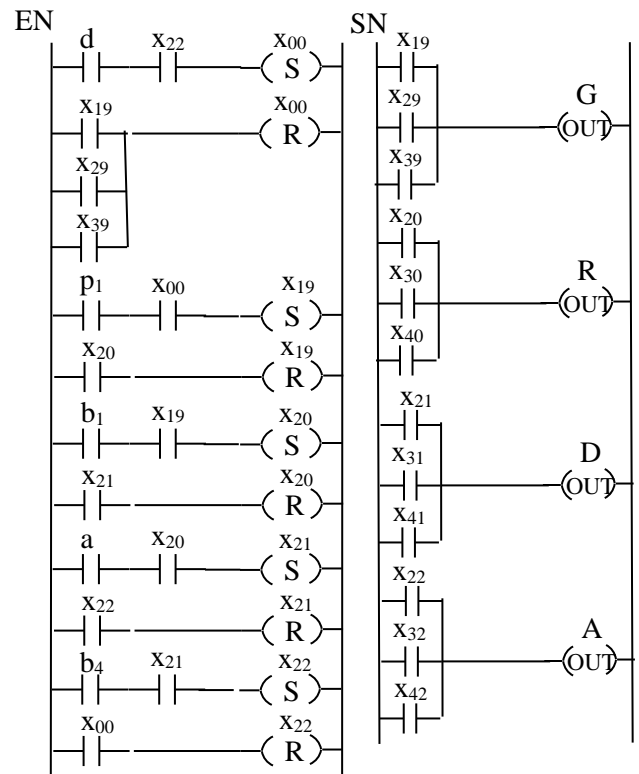 EN
d x₂₂ x₀₀
S
x₁₉ x₀₀
R
x₂₉
x₃₉
p₁ x₀₀ x₁₉
S
x₂₀ x₁₉
R
b₁ x₁₉ x₂₀
S
x₂₁ x₂₀
R
a x₂₀ x₂₁
S
x₂₂ x₂₁
R
b₄ x₂₁ x₂₂
S
x₀₀ x₂₂
R
SN
x₁₉
G
x₂₉
OUT
x₃₉
x₂₀
R
x₃₀
OUT
x₄₀
x₂₁
D
x₃₁
OUT
x₄₁
x₂₂
A
x₃₂
OUT
x₄₂